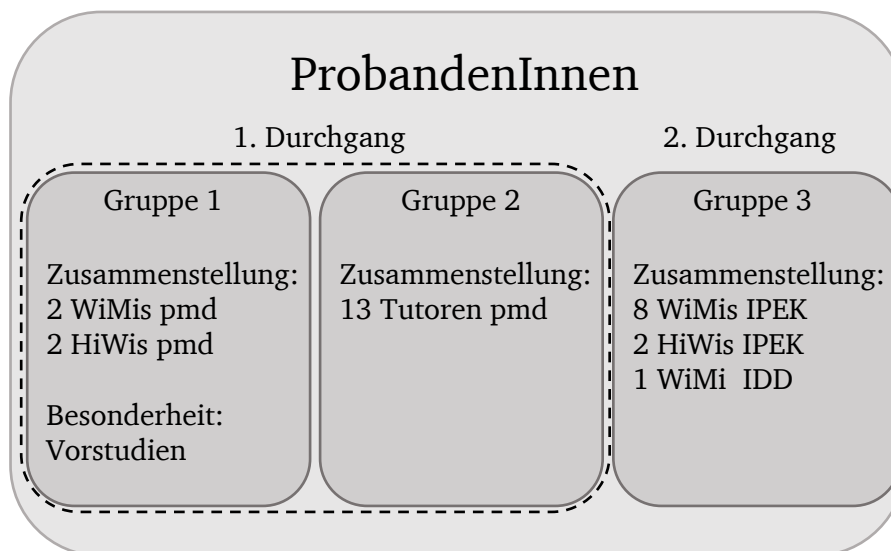 ProbandenInnen
1. Durchgang
2. Durchgang
Gruppe 1
Zusammenstellung:
2 WiMis pmd
2 HiWis pmd
Besonderheit:
Vorstudien
Gruppe 2
Zusammenstellung:
13 Tutoren pmd
Gruppe 3
Zusammenstellung:
8 WiMis IPEK
2 HiWis IPEK
1 WiMi IDD